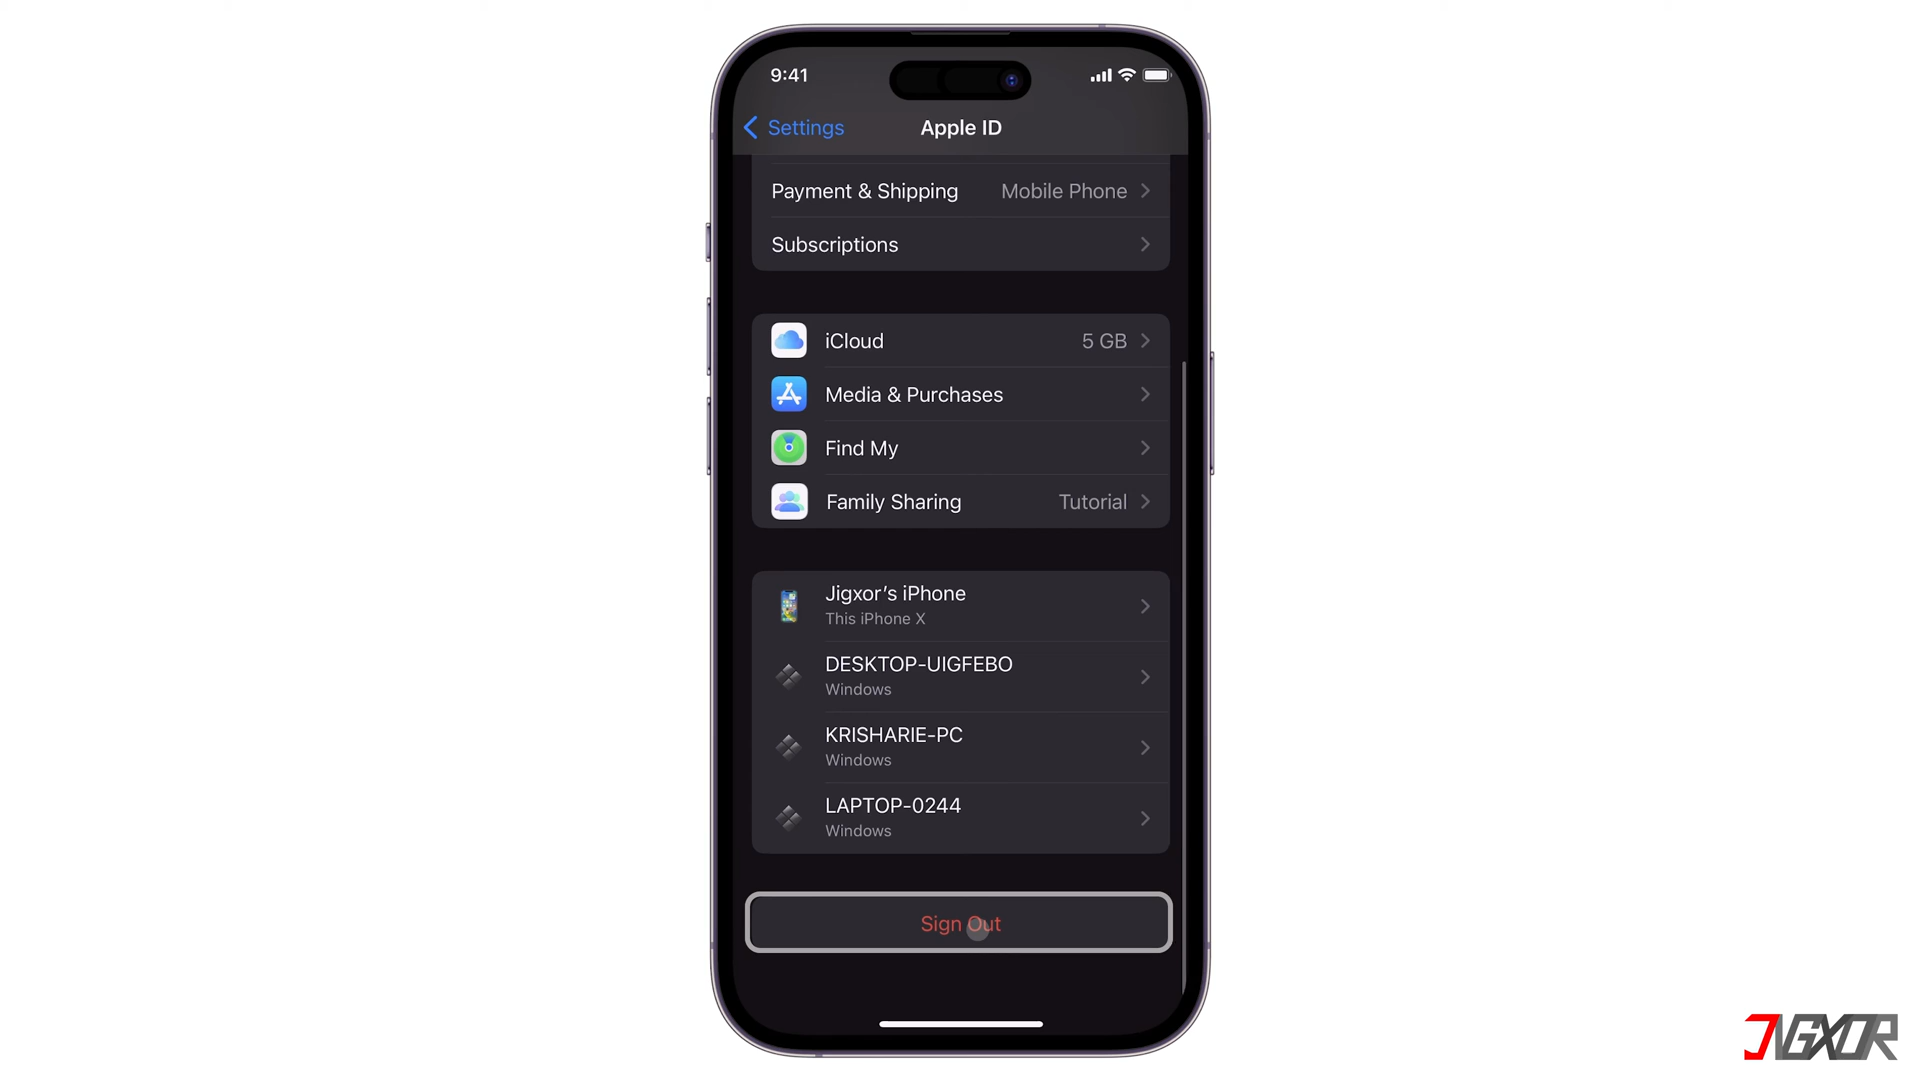 9:41
Settings
Apple ID
Payment & Shipping Mobile Phone
Subscriptions
iCloud 5 GB
Media & Purchases
Find My
Family Sharing Tutorial
Jigxor’s iPhone
This iPhone X
DESKTOP-UIGFEBO
Windows
KRISHARIE-PC
Windows
LAPTOP-0244
Windows
Sign Out
JIGXOR